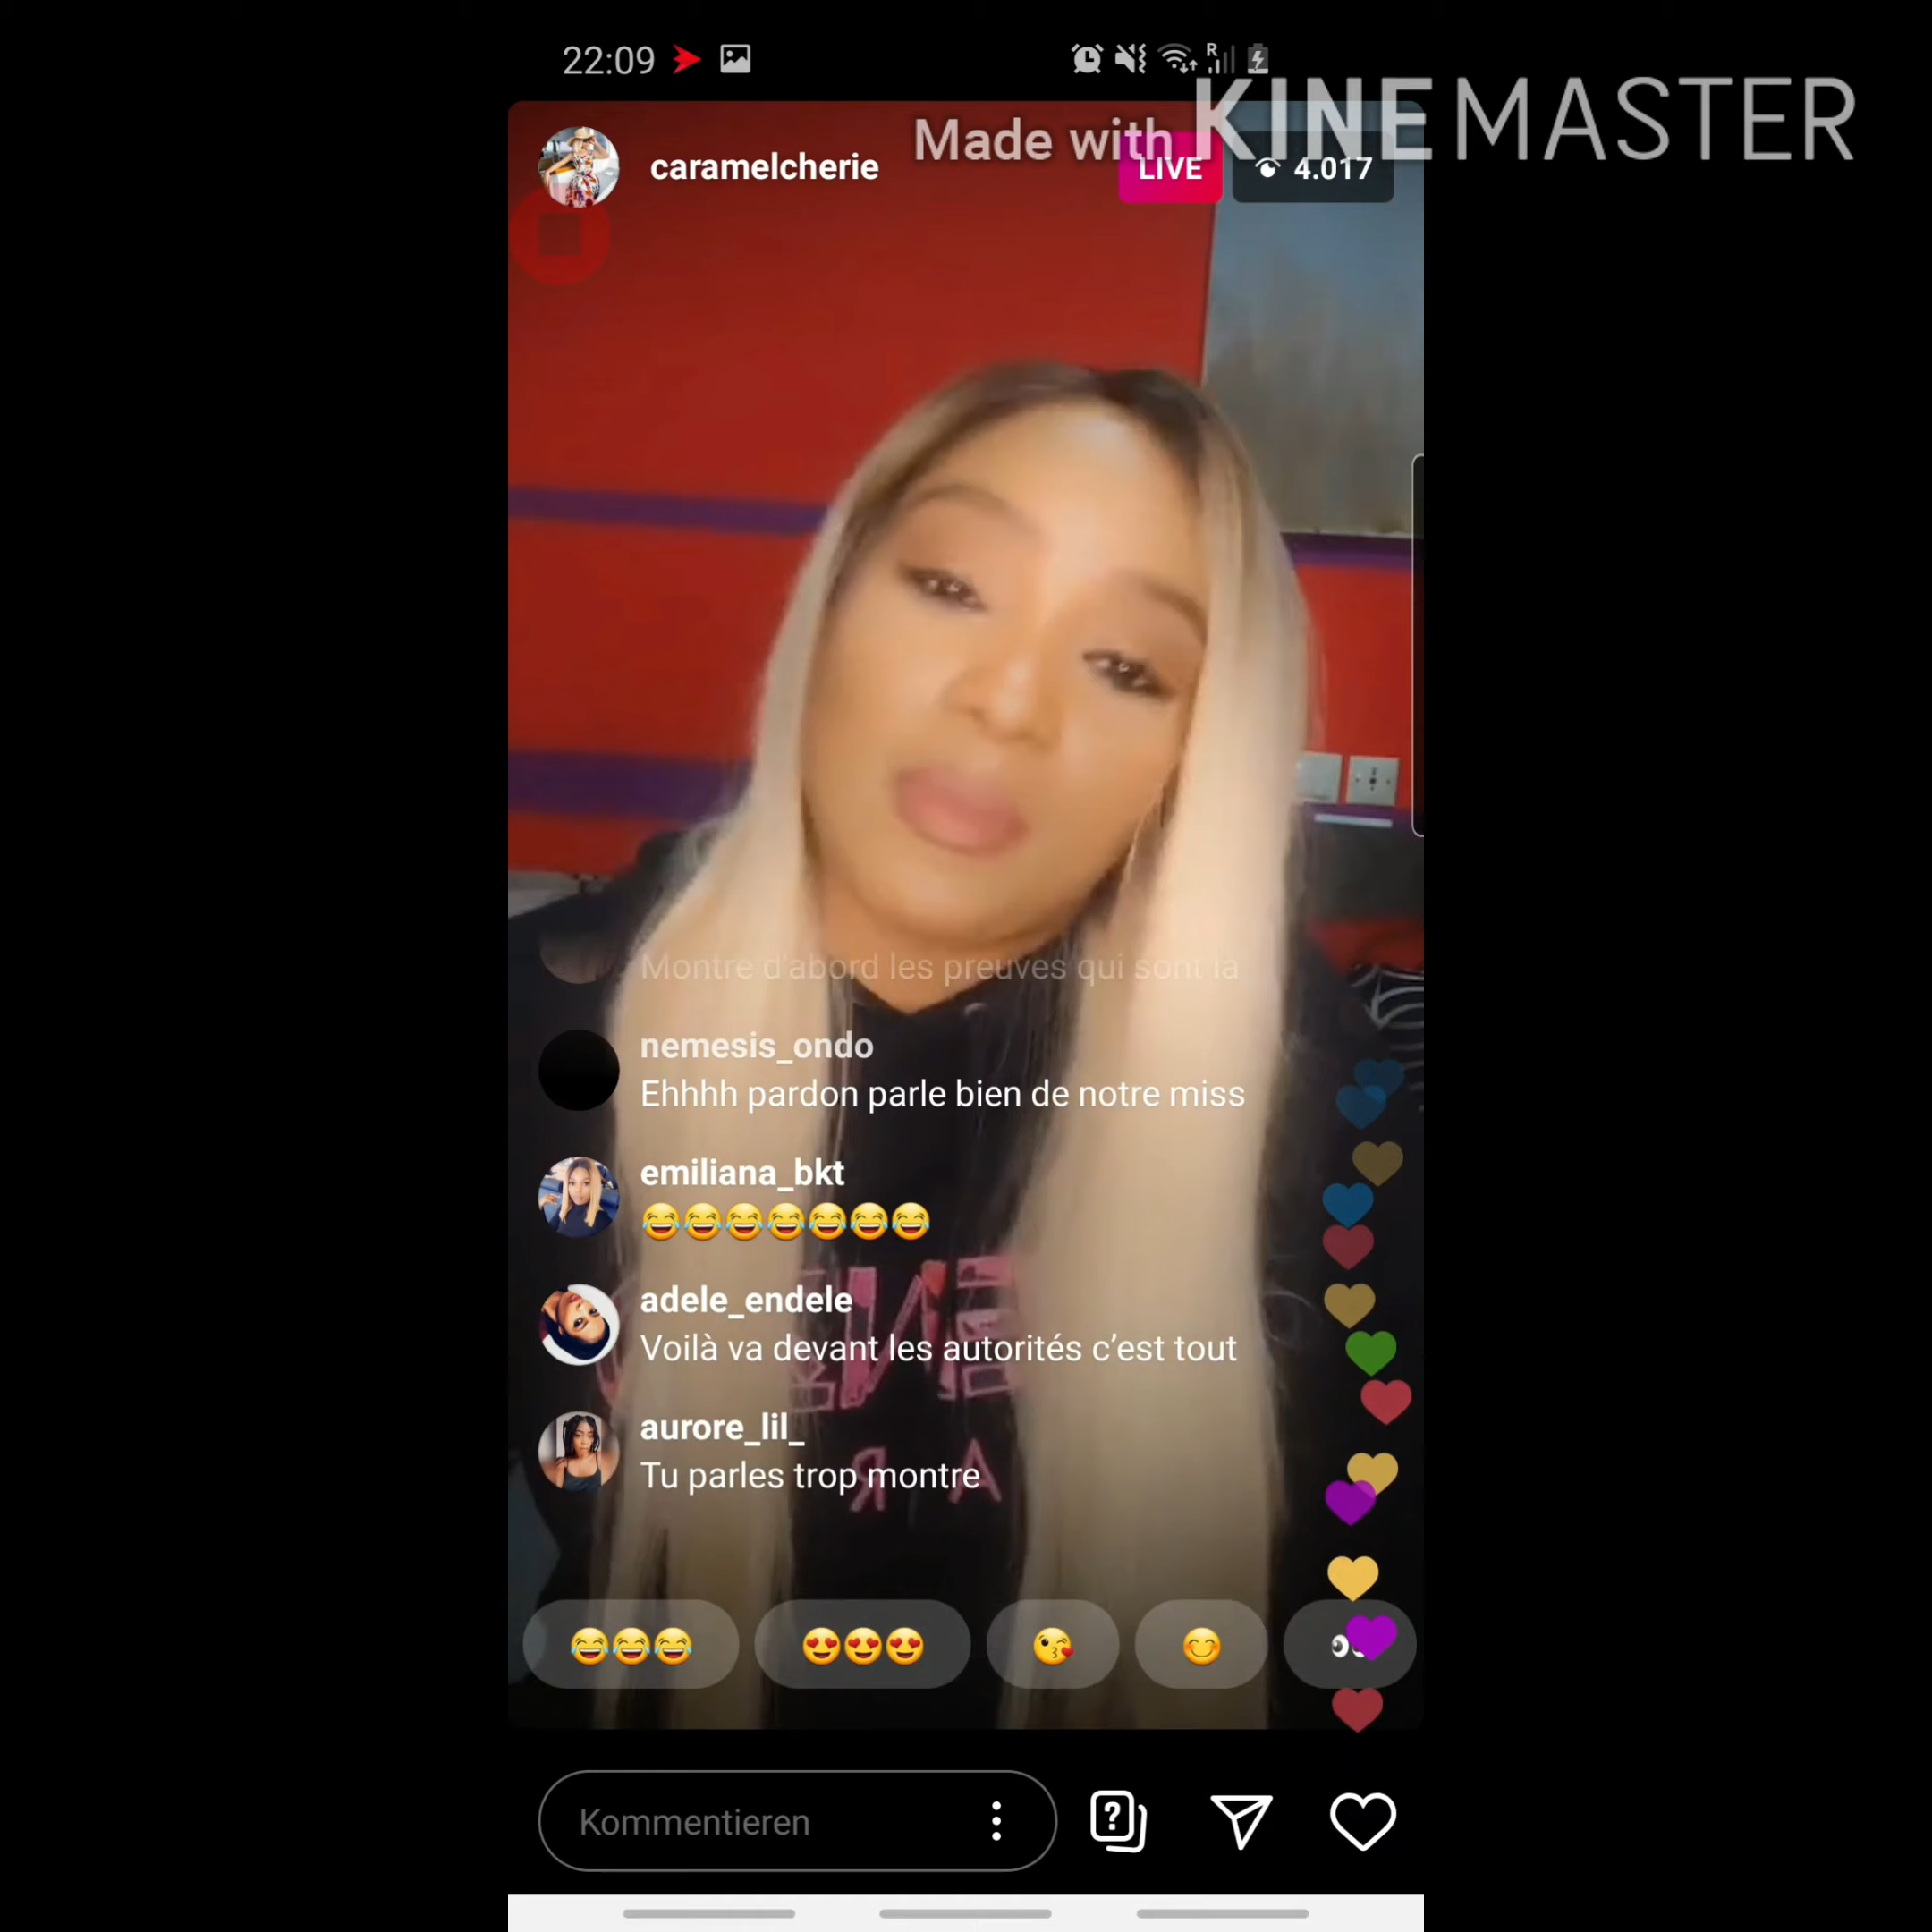 22:09
Made with KINEMASTER
caramelcherie
LIVE
4.017
Montre d'abord les preuves qui sont la
nemesis_ondo
Ehhhh pardon parle bien de notre miss
emiliana_bkt
😂😂😂😂😂😂😂
adele_endele
Voilà va devant les autorités c’est tout
aurore_lil_
Tu parles trop montre
😂😂😂 😍😍😍 😘 😊 👀
Kommentieren